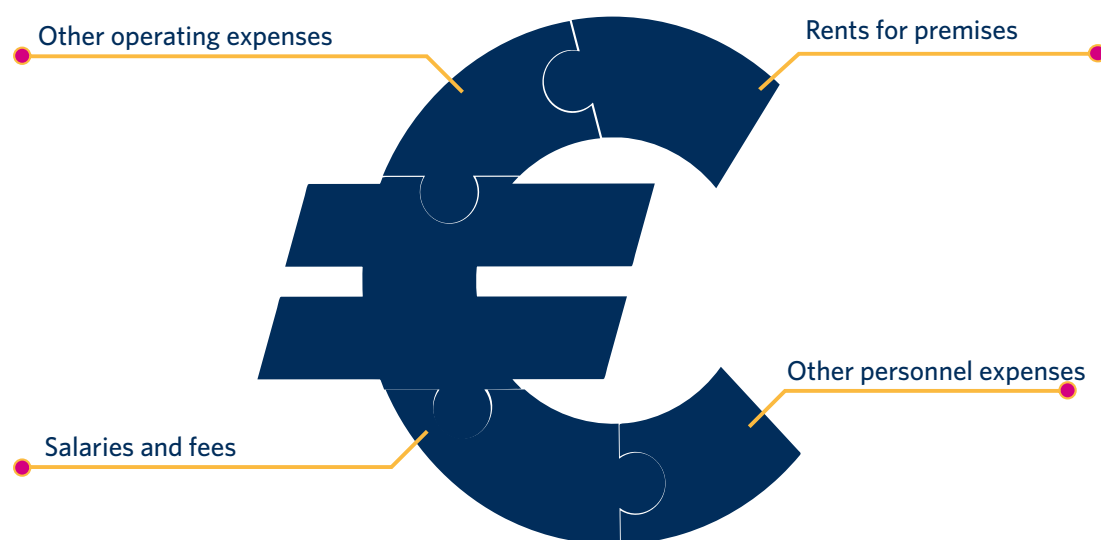 Other operating expenses
Rents for premises
Other personnel expenses
Salaries and fees